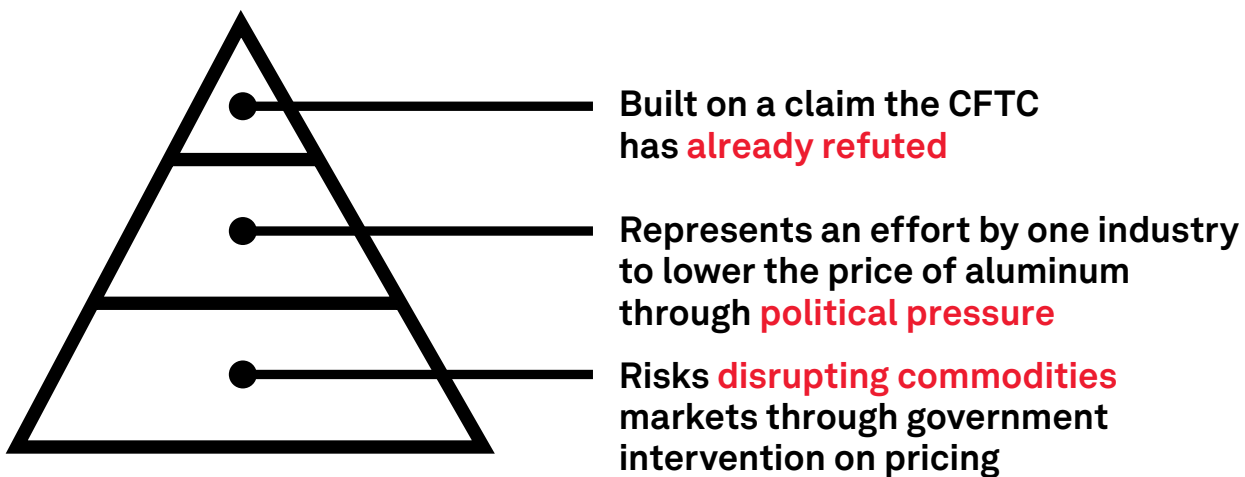 Built on a claim the CFTC
has already refuted
Represents an effort by one industry
to lower the price of aluminum
through political pressure
Risks disrupting commodities
markets through government
intervention on pricing